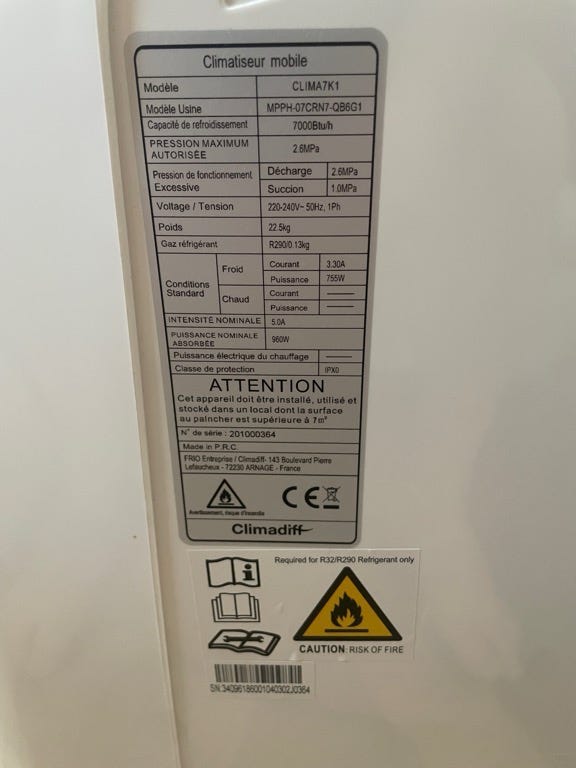 Climatiseur mobile
Modèle CLIMA7K1
Modèle Usine MPPH-07CRN7-QB6G1
Capacité de refroidissement 7000Btu/h
PRESSION MAXIMUM
AUTORISÉE 2.6MPa
Pression de fonctionnement
Excessive
Décharge 2.6MPa
Succion 1.0MPa
Voltage / Tension 220-240V~ 50Hz, 1Ph
Poids 22.5kg
Gaz réfrigérant R290/0.13kg
Conditions
Standard
Froid
Courant 3.30A
Puissance 755W
Chaud
Courant ——
Puissance ——
INTENSITÉ NOMINALE 5.0A
PUISSANCE NOMINALE
ABSORBÉE 960W
Puissance électrique du chauffage ——
Classe de protection IPX0
ATTENTION
Cet appareil doit être installé, utilisé et
stocké dans un local dont la surface
au palncher est supérieure à 7m²
N° de série : 201000364
Made in P.R.C.
FRIO Entreprise / Climadiff- 143 Boulevard Pierre
Lefaucheux - 72230 ARNAGE - France
Avertissement, risque d'incendie
CE
Climadiff
Required for R32/R290 Refrigerant only
CAUTION: RISK OF FIRE
SN:34096186001040302J0364